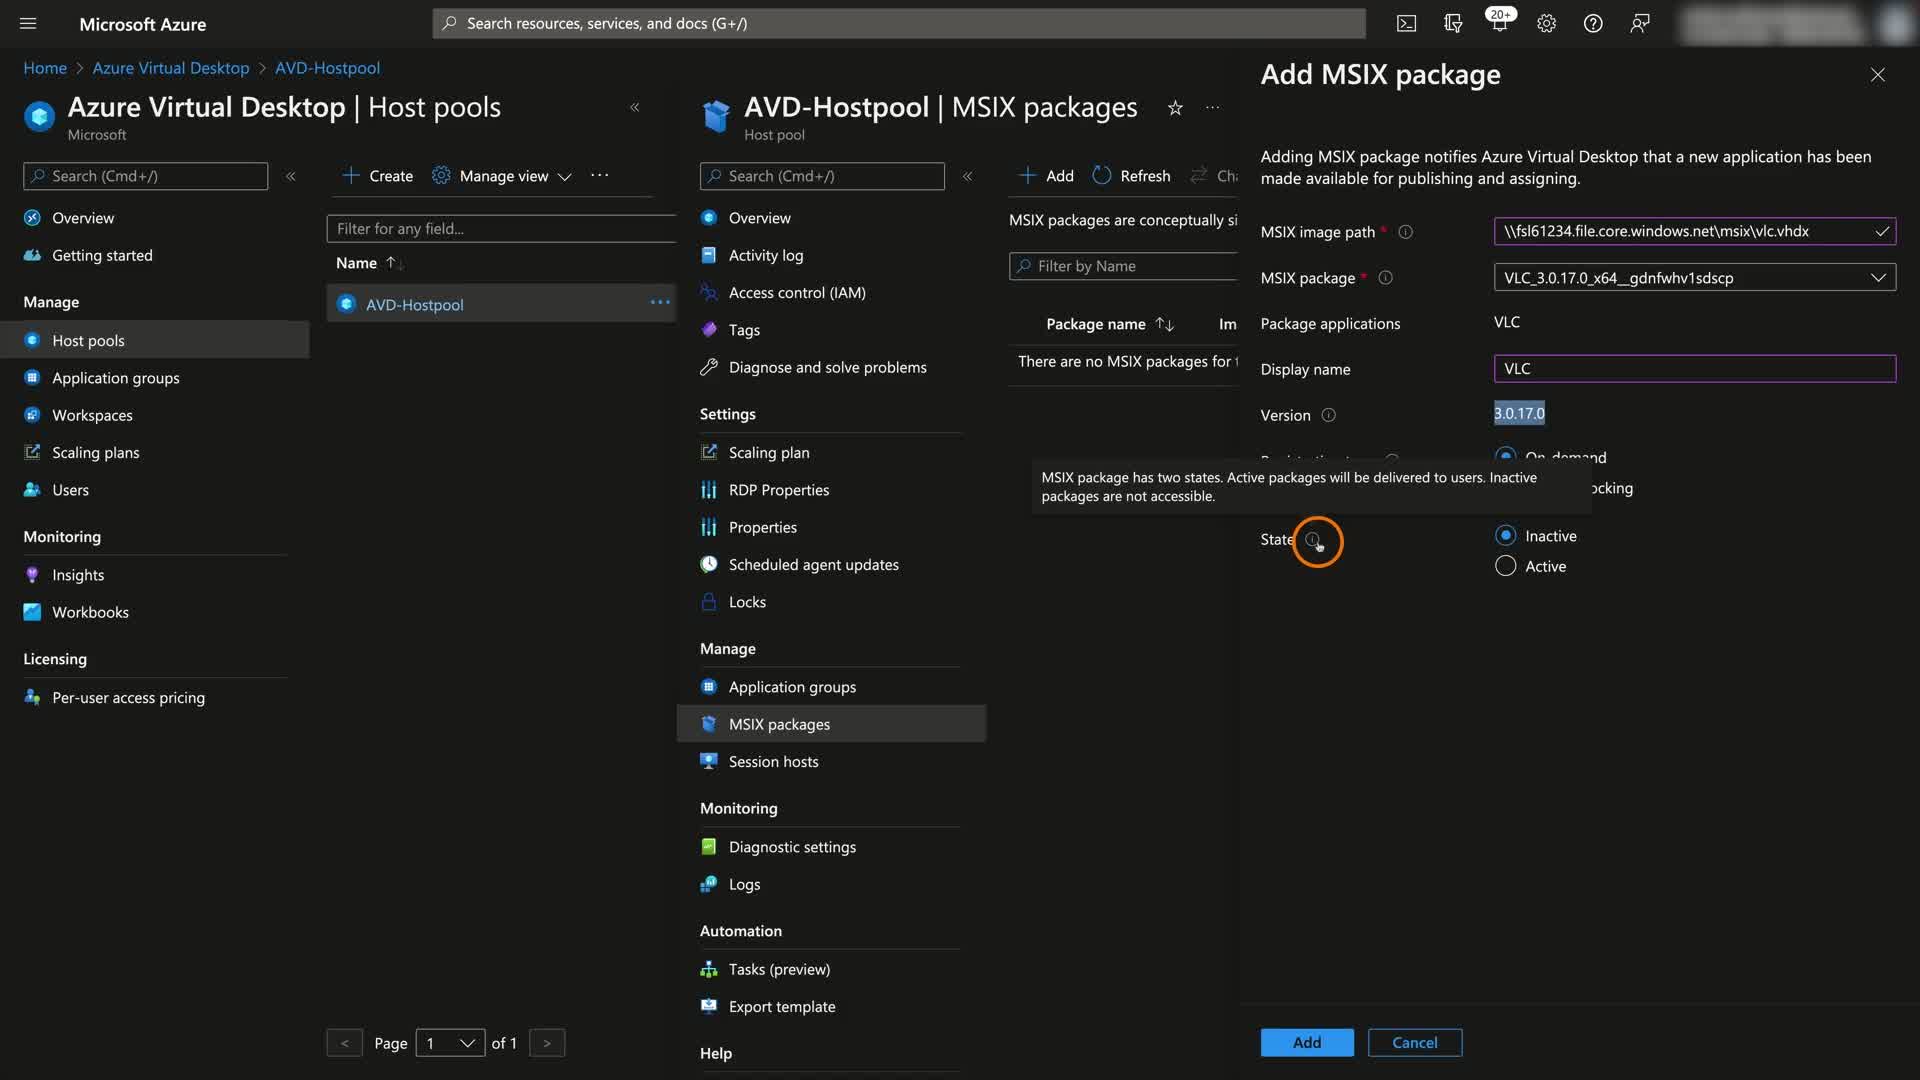 Microsoft Azure
Search resources, services, and docs (G+/)
20+
Home > Azure Virtual Desktop > AVD-Hostpool
Azure Virtual Desktop | Host pools
Microsoft
Search (Cmd+/)
Overview
Getting started
Manage
Host pools
Application groups
Workspaces
Scaling plans
Users
Monitoring
Insights
Workbooks
Licensing
Per-user access pricing
Create
Manage view
Filter for any field...
Name
AVD-Hostpool
< Page 1 of 1 >
AVD-Hostpool | MSIX packages
Host pool
Search (Cmd+/)
Overview
Activity log
Access control (IAM)
Tags
Diagnose and solve problems
Settings
Scaling plan
RDP Properties
Properties
Scheduled agent updates
Locks
Manage
Application groups
MSIX packages
Session hosts
Monitoring
Diagnostic settings
Logs
Automation
Tasks (preview)
Export template
Help
Add
Refresh
Cha
MSIX packages are conceptually si
Filter by Name
Package name
Im
There are no MSIX packages for t
Add MSIX package
Adding MSIX package notifies Azure Virtual Desktop that a new application has been
made available for publishing and assigning.
MSIX image path *
\\fsl61234.file.core.windows.net\msix\vlc.vhdx
MSIX package *
VLC_3.0.17.0_x64__gdnfwhv1sdscp
Package applications
VLC
Display name
VLC
Version
3.0.17.0
On-demand
ocking
MSIX package has two states. Active packages will be delivered to users. Inactive
packages are not accessible.
State
Inactive
Active
Add
Cancel